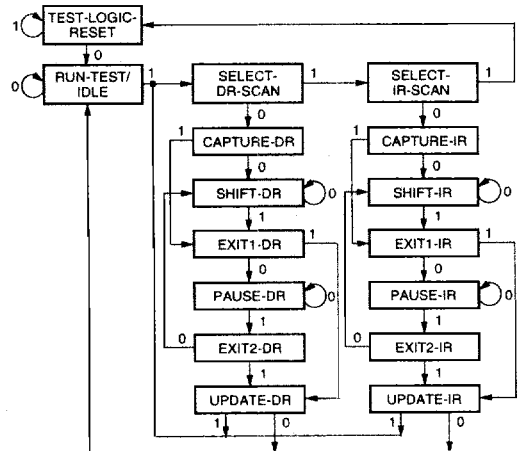 TEST-LOGIC-
RESET
1
0
RUN-TEST/
IDLE
0
1
SELECT-
DR-SCAN
1
SELECT-
IR-SCAN
1
0
0
1
CAPTURE-DR
1
CAPTURE-IR
0
0
SHIFT-DR
0
SHIFT-IR
0
1
1
EXIT1-DR
1
EXIT1-IR
1
0
0
PAUSE-DR
0
PAUSE-IR
0
1
1
0
EXIT2-DR
0
EXIT2-IR
1
1
UPDATE-DR
UPDATE-IR
1
0
1
0